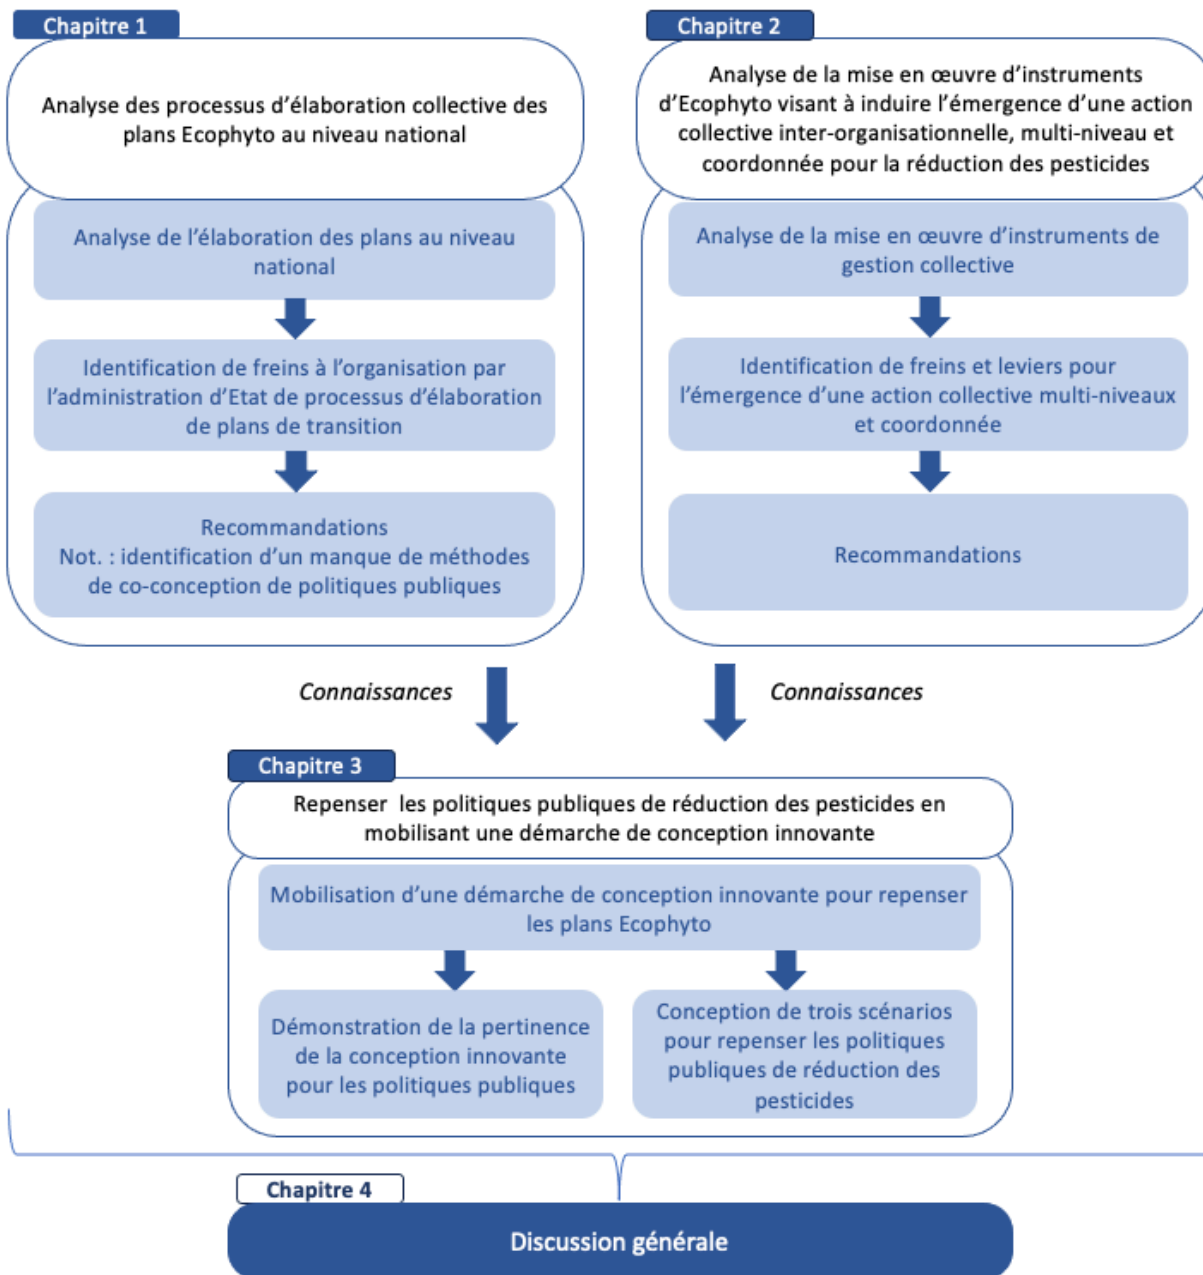 Chapitre 1
Analyse des processus d'élaboration collective des
plans Ecophyto au niveau national
Analyse de l'élaboration des plans au niveau
national
Identification de freins à l'organisation par
l'administration d'Etat de processus d'élaboration
de plans de transition
Recommandations
Not. : identification d'un manque de méthodes
de co-conception de politiques publiques
Chapitre 2
Analyse de la mise en œuvre d'instruments
d'Ecophyto visant à induire l'émergence d'une action
collective inter-organisationnelle, multi-niveau et
coordonnée pour la réduction des pesticides
Analyse de la mise en œuvre d'instruments de
gestion collective
Identification de freins et leviers pour
l'émergence d'une action collective multi-niveaux
et coordonnée
Recommandations
Connaissances
Connaissances
Chapitre 3
Repenser les politiques publiques de réduction des pesticides en
mobilisant une démarche de conception innovante
Mobilisation d'une démarche de conception innovante pour repenser
les plans Ecophyto
Démonstration de la pertinence
de la conception innovante
pour les politiques publiques
Conception de trois scénarios
pour repenser les politiques
publiques de réduction des
pesticides
Chapitre 4
Discussion générale